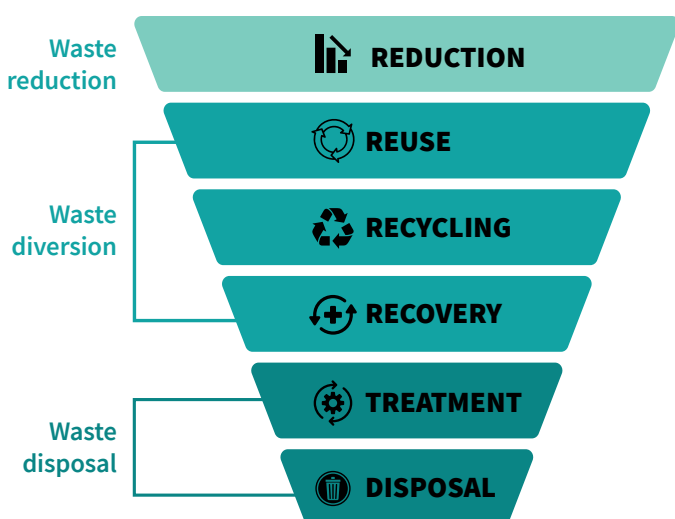 Waste
reduction
REDUCTION
REUSE
Waste
diversion
RECYCLING
RECOVERY
TREATMENT
Waste
disposal
DISPOSAL